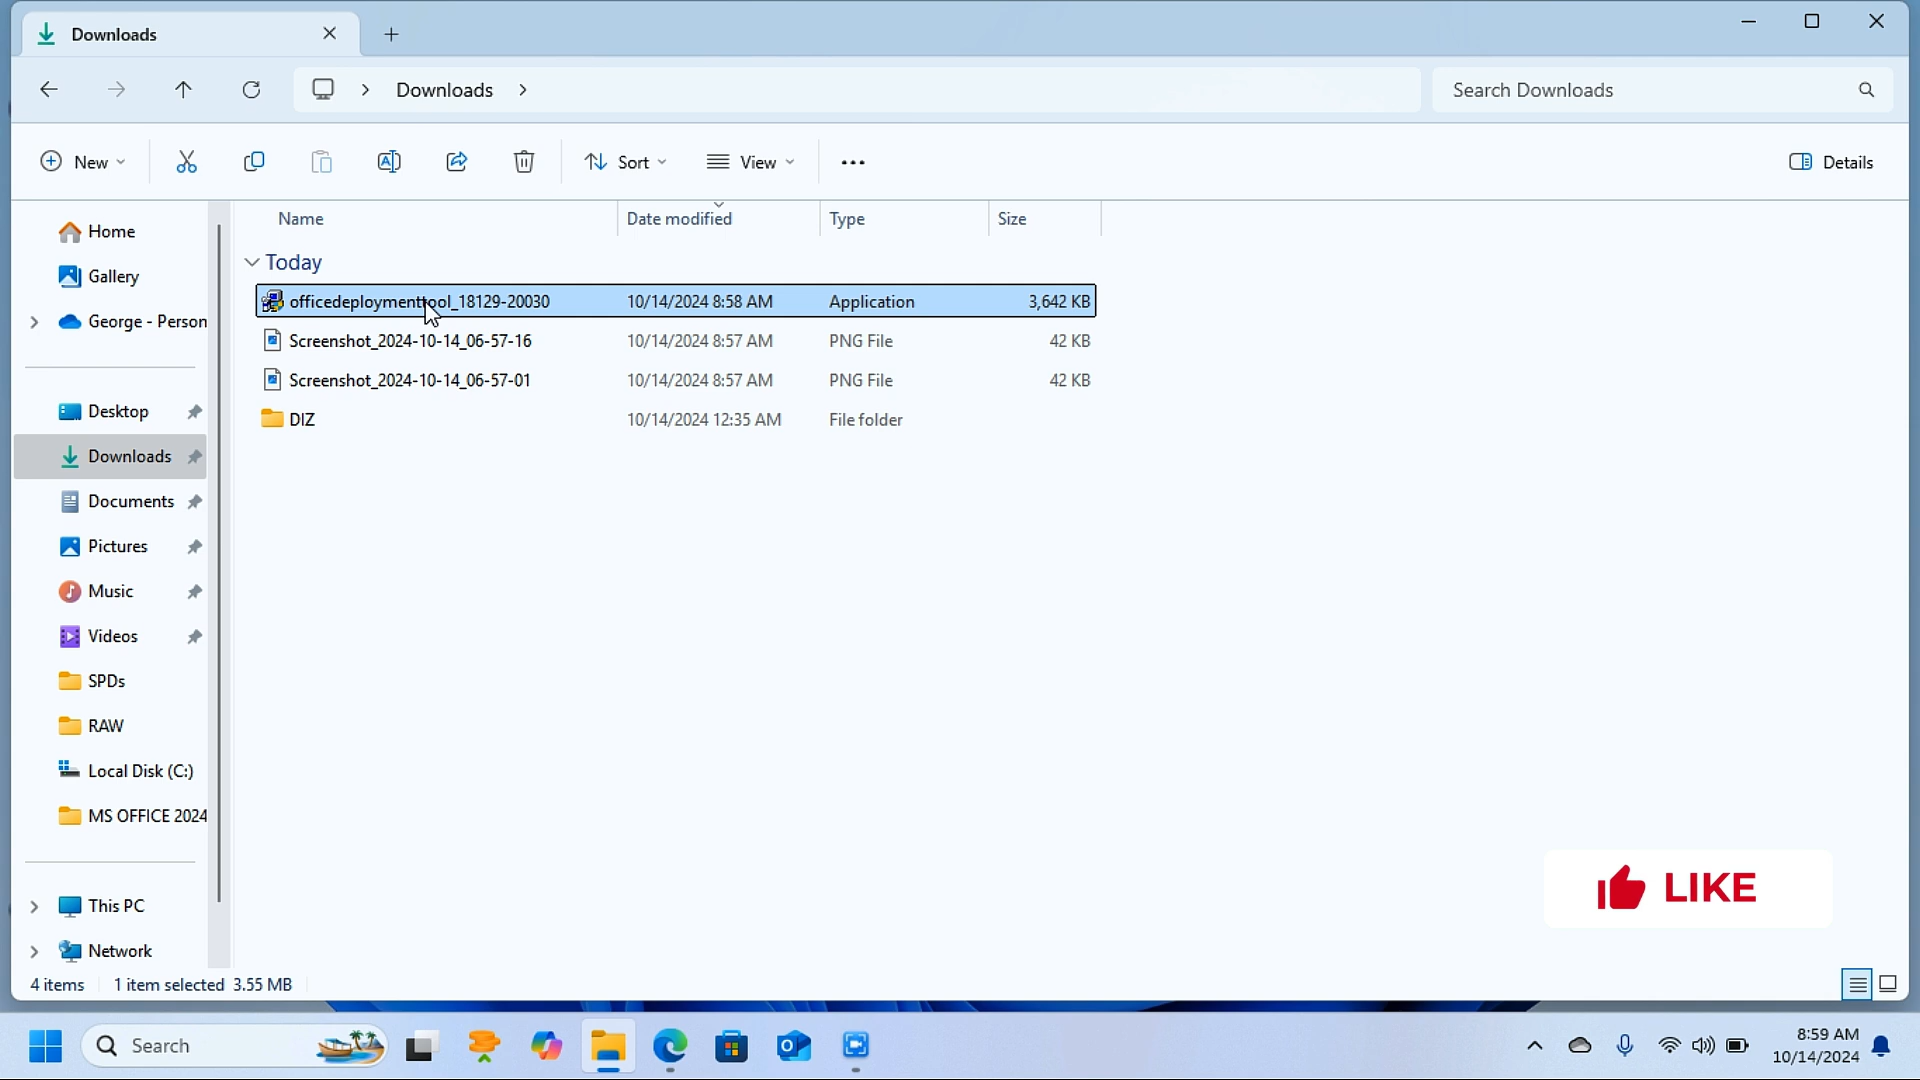 Downloads
Downloads
Search Downloads
New
Sort
View
Details
Name
Date modified
Type
Size
Today
officedeploymenttool_18129-20030 10/14/2024 8:58 AM Application 3,642 KB
Screenshot_2024-10-14_06-57-16 10/14/2024 8:57 AM PNG File 42 KB
Screenshot_2024-10-14_06-57-01 10/14/2024 8:57 AM PNG File 42 KB
DIZ 10/14/2024 12:35 AM File folder
Home
Gallery
George - Person
Desktop
Downloads
Documents
Pictures
Music
Videos
SPDs
RAW
Local Disk (C:)
MS OFFICE 2024
This PC
Network
LIKE
4 items 1 item selected 3.55 MB
Search
8:59 AM
10/14/2024